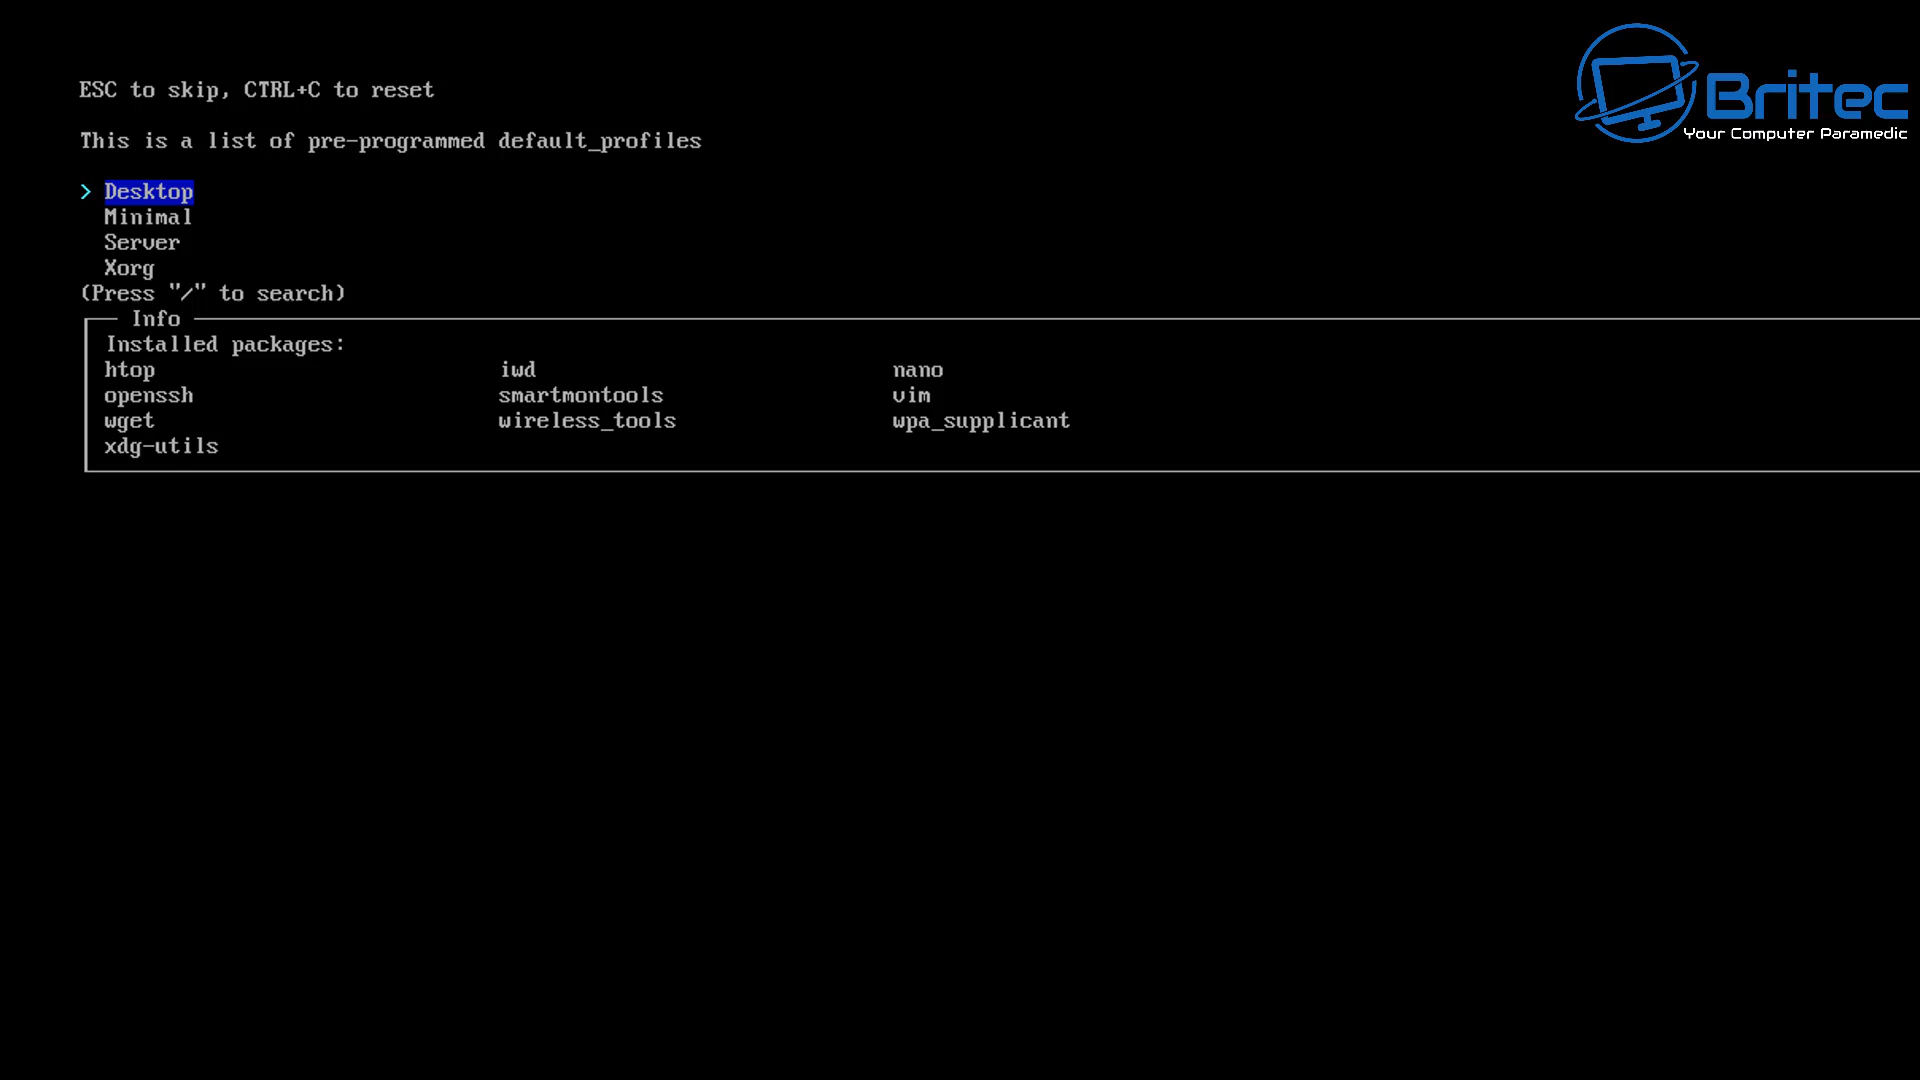 ESC to skip, CTRL+C to reset
Britec
Your Computer Paramedic
This is a list of pre-programmed default_profiles
> Desktop
Minimal
Server
Xorg
(Press "/" to search)
Info
Installed packages:
htop iwd nano
openssh smartmontools vim
wget wireless_tools wpa_supplicant
xdg-utils